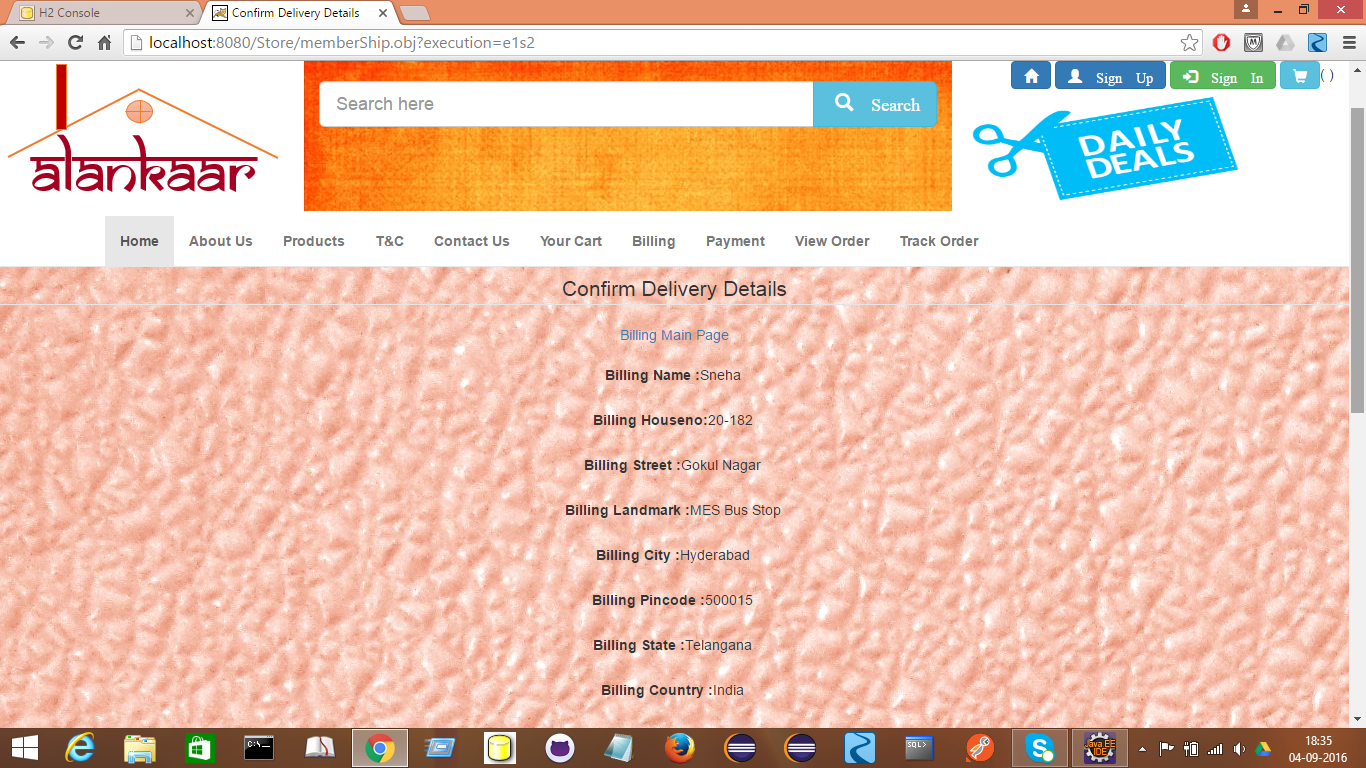 H2 Console
Confirm Delivery Details
localhost:8080/Store/memberShip.obj?execution=e1s2
alankaar
Search here
Search
Sign Up
Sign In
( )
DAILY
DEALS
Home About Us Products T&C Contact Us Your Cart Billing Payment View Order Track Order
Confirm Delivery Details
Billing Main Page
Billing Name :Sneha
Billing Houseno:20-182
Billing Street :Gokul Nagar
Billing Landmark :MES Bus Stop
Billing City :Hyderabad
Billing Pincode :500015
Billing State :Telangana
Billing Country :India
C:\_
SQL>
Java EE
IDE
18:35
04-09-2016